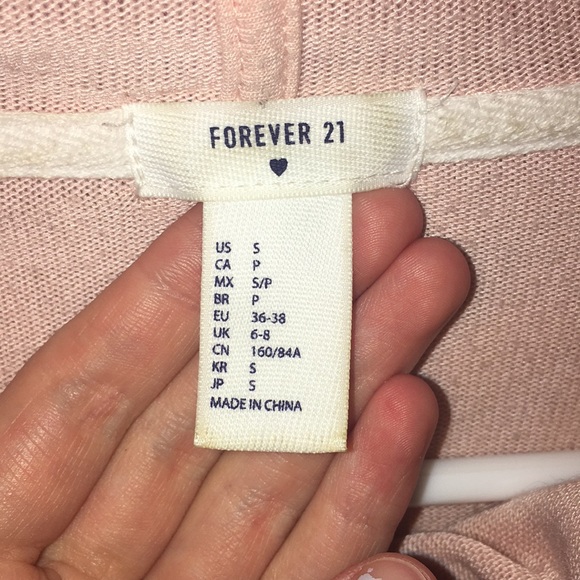 FOREVER 21
US S
CA P
MX S/P
BR P
EU 36-38
UK 6-8
CN 160/84A
KR S
JP S
MADE IN CHINA